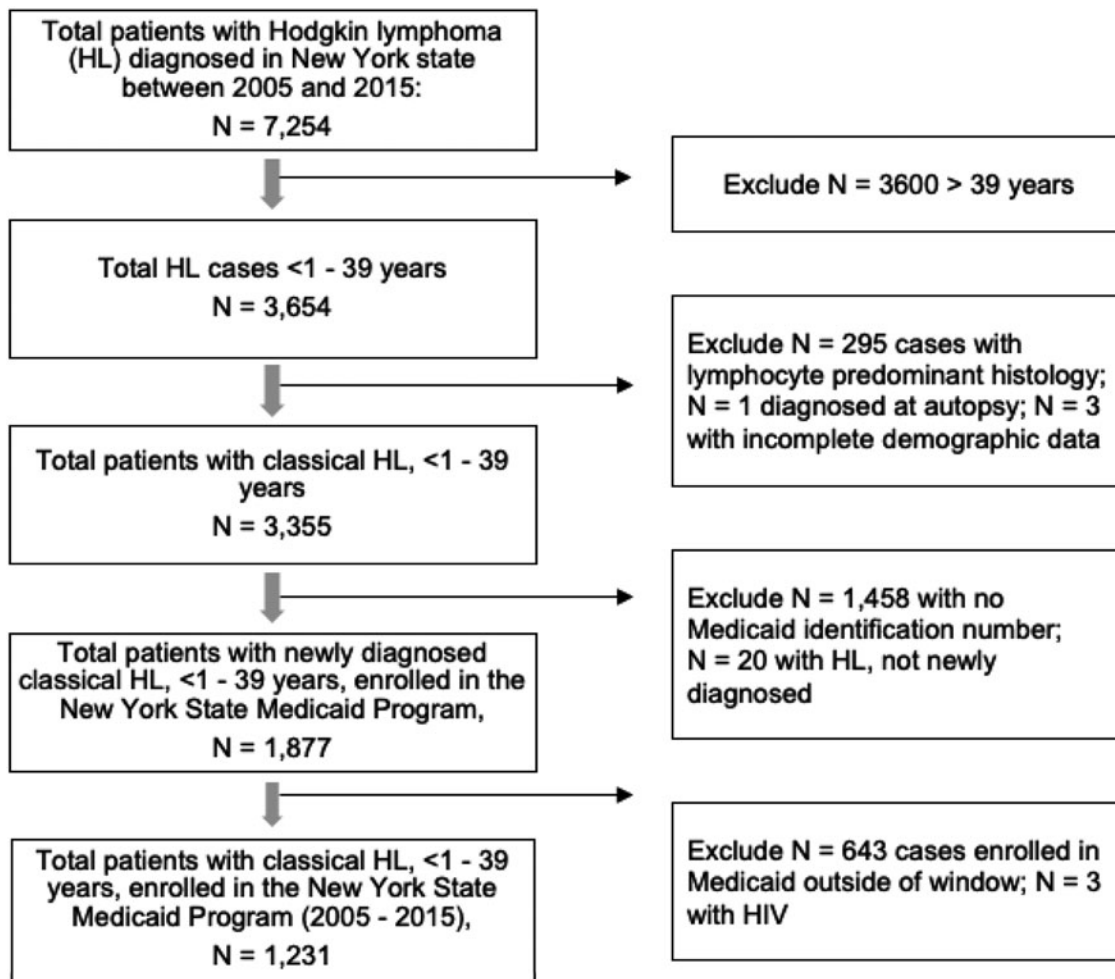 Total patients with Hodgkin lymphoma
(HL) diagnosed in New York state
between 2005 and 2015:
N = 7,254
Exclude N = 3600 > 39 years
Total HL cases <1 - 39 years
N = 3,654
Exclude N = 295 cases with
lymphocyte predominant histology;
N = 1 diagnosed at autopsy; N = 3
with incomplete demographic data
Total patients with classical HL, <1 - 39
years
N = 3,355
Exclude N = 1,458 with no
Medicaid identification number;
N = 20 with HL, not newly
diagnosed
Total patients with newly diagnosed
classical HL, <1 - 39 years, enrolled in the
New York State Medicaid Program,
N = 1,877
Exclude N = 643 cases enrolled in
Medicaid outside of window; N = 3
with HIV
Total patients with classical HL, <1 - 39
years, enrolled in the New York State
Medicaid Program (2005 - 2015),
N = 1,231